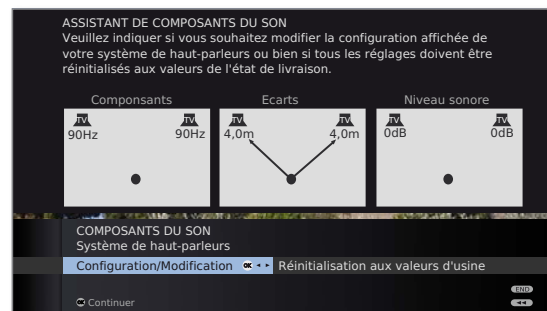 ASSISTANT DE COMPOSANTS DU SON
Veuillez indiquer si vous souhaitez modifier la configuration affichée de
votre système de haut-parleurs ou bien si tous les réglages doivent être
réinitialisés aux valeurs de l'état de livraison.
Componsants Ecarts Niveau sonore
TV TV TV TV TV TV
90Hz 90Hz 4,0m 4,0m 0dB 0dB
COMPOSANTS DU SON
Système de haut-parleurs
Configuration/Modification OK Réinitialisation aux valeurs d'usine
END
OK Continuer